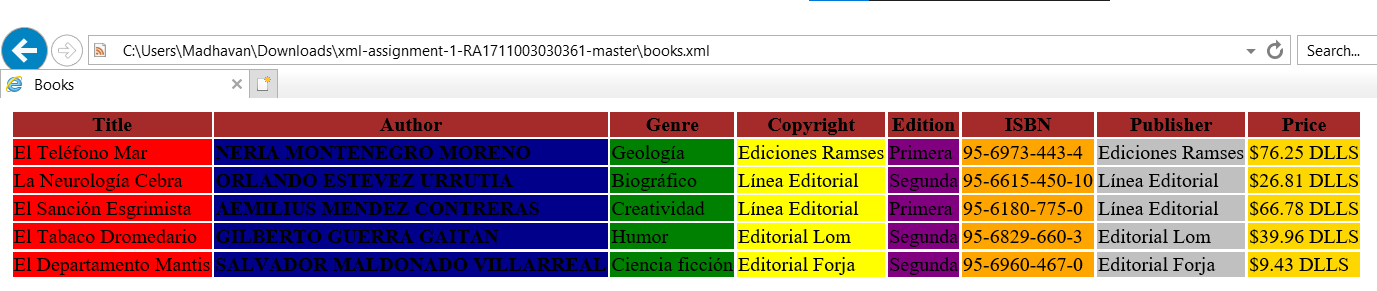 C:\Users\Madhavan\Downloads\xml-assignment-1-RA1711003030361-master\books.xml Search...
Books
Title Author Genre Copyright Edition ISBN Publisher Price
El Teléfono Mar NERIA MONTENEGRO MORENO Geología Ediciones Ramses Primera 95-6973-443-4 Ediciones Ramses $76.25 DLLS
La Neurología Cebra ORLANDO ESTEVEZ URRUTIA Biográfico Línea Editorial Segunda 95-6615-450-10 Línea Editorial $26.81 DLLS
El Sanción Esgrimista AEMILIUS MENDEZ CONTRERAS Creatividad Línea Editorial Primera 95-6180-775-0 Línea Editorial $66.78 DLLS
El Tabaco Dromedario GILBERTO GUERRA GAITAN Humor Editorial Lom Segunda 95-6829-660-3 Editorial Lom $39.96 DLLS
El Departamento Mantis SALVADOR MALDONADO VILLARREAL Ciencia ficción Editorial Forja Segunda 95-6960-467-0 Editorial Forja $9.43 DLLS